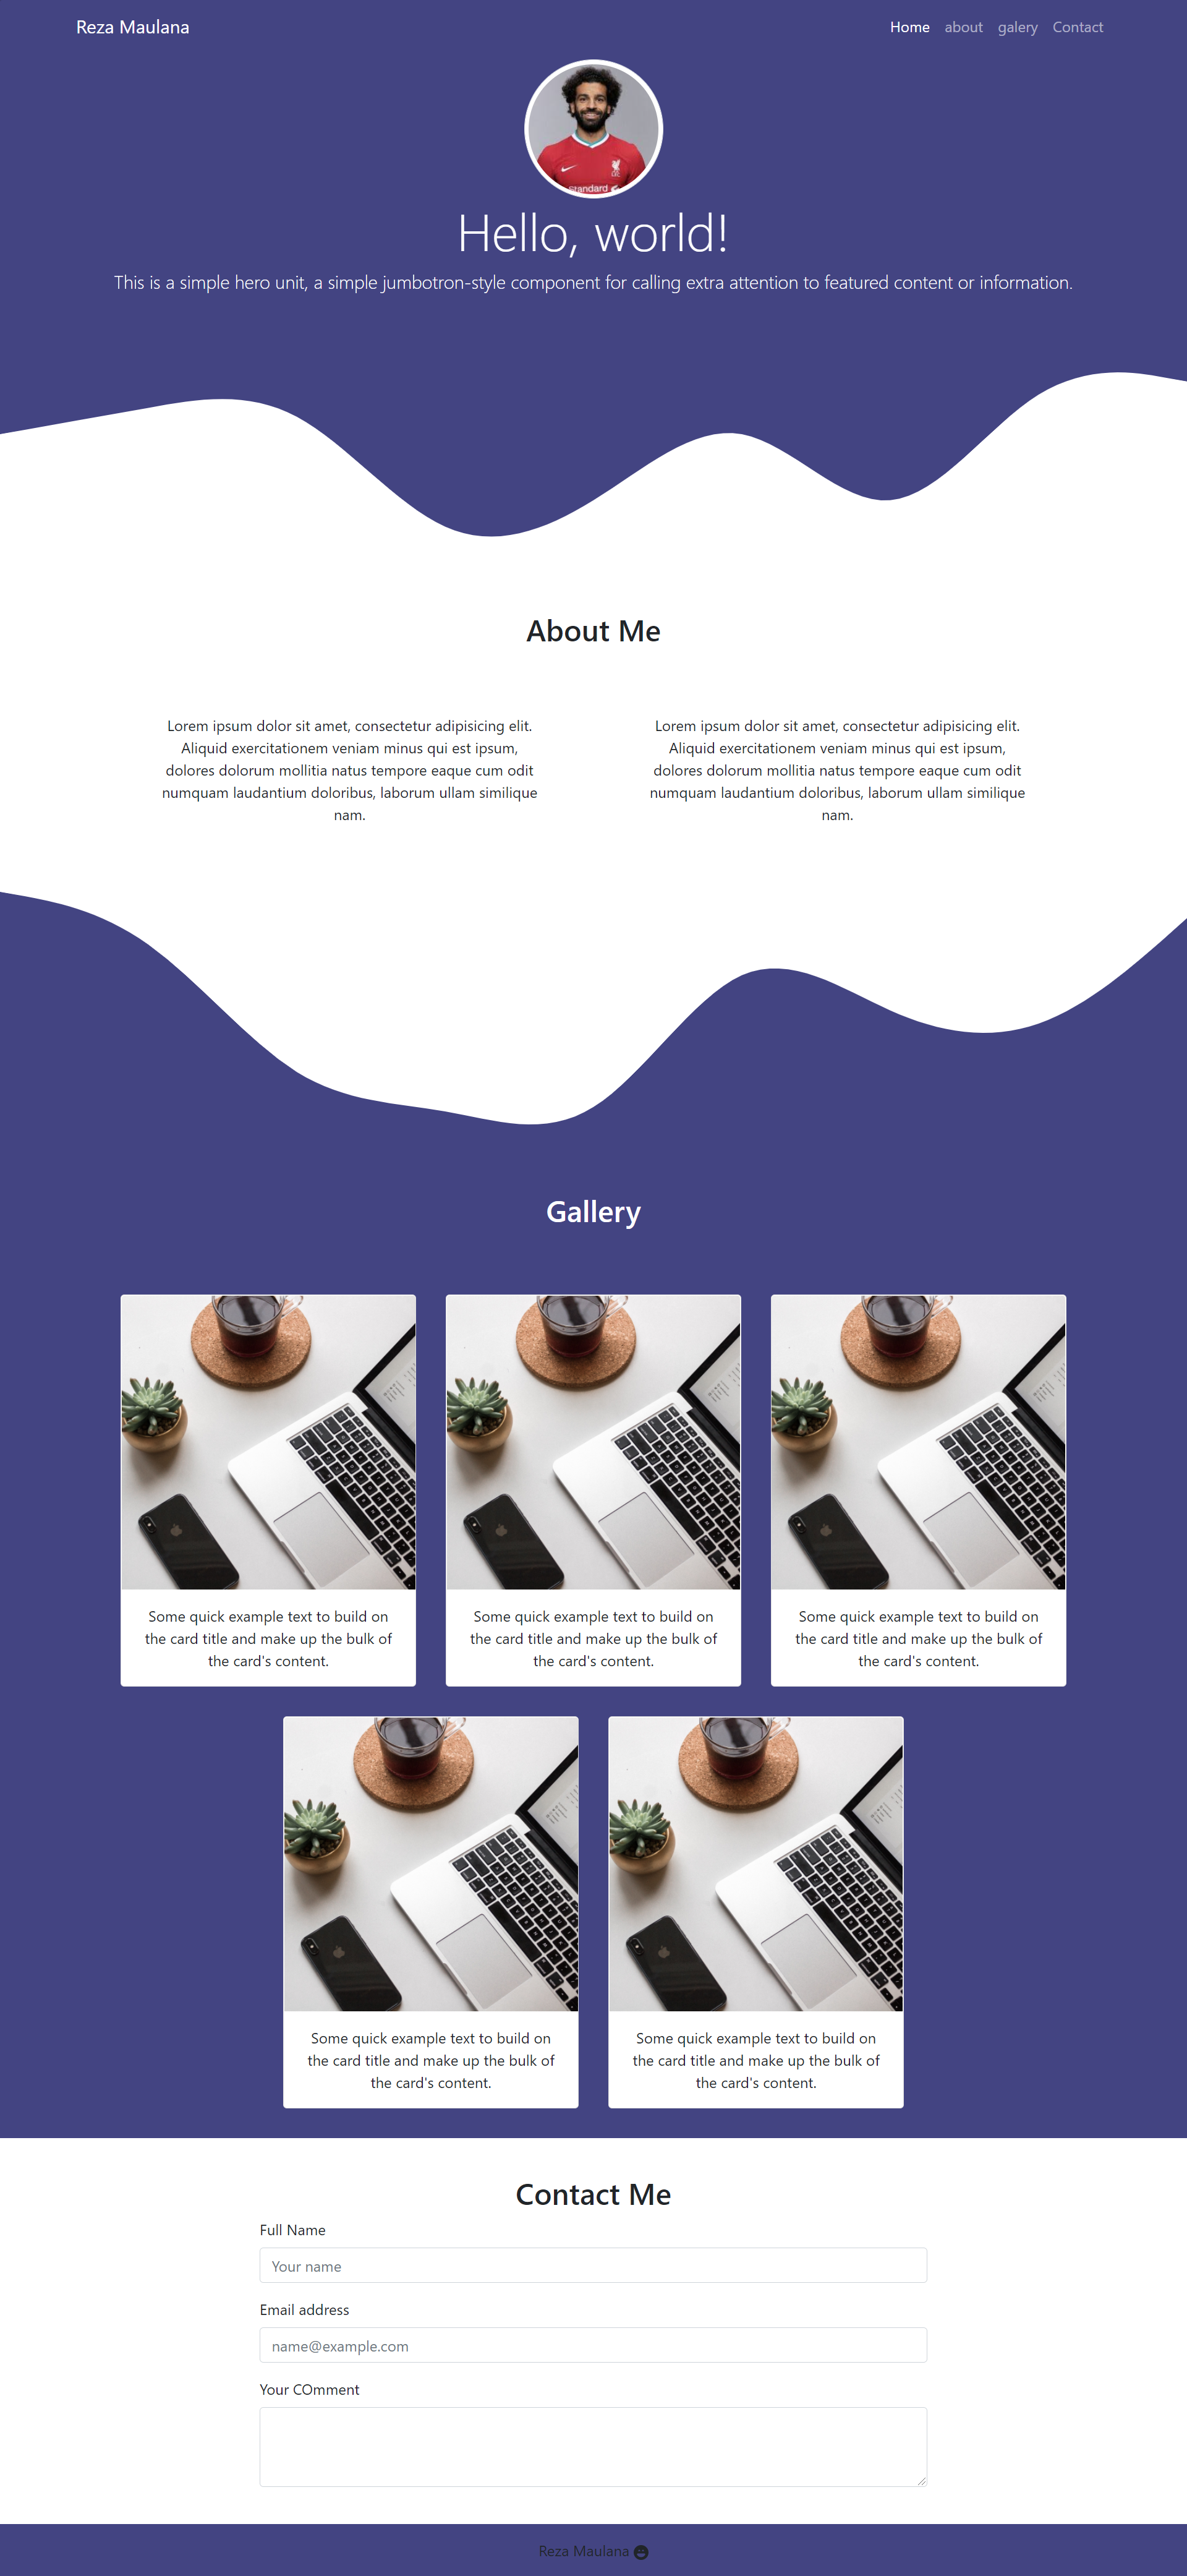 Reza Maulana
Home about galery Contact
standard
Hello, world!
This is a simple hero unit, a simple jumbotron-style component for calling extra attention to featured content or information.
About Me
Lorem ipsum dolor sit amet, consectetur adipisicing elit.
Aliquid exercitationem veniam minus qui est ipsum,
dolores dolorum mollitia natus tempore eaque cum odit
numquam laudantium doloribus, laborum ullam similique
nam.
Lorem ipsum dolor sit amet, consectetur adipisicing elit.
Aliquid exercitationem veniam minus qui est ipsum,
dolores dolorum mollitia natus tempore eaque cum odit
numquam laudantium doloribus, laborum ullam similique
nam.
Gallery
Some quick example text to build on
the card title and make up the bulk of
the card's content.
Some quick example text to build on
the card title and make up the bulk of
the card's content.
Some quick example text to build on
the card title and make up the bulk of
the card's content.
Some quick example text to build on
the card title and make up the bulk of
the card's content.
Some quick example text to build on
the card title and make up the bulk of
the card's content.
Contact Me
Full Name
Your name
Email address
name@example.com
Your COmment
Reza Maulana